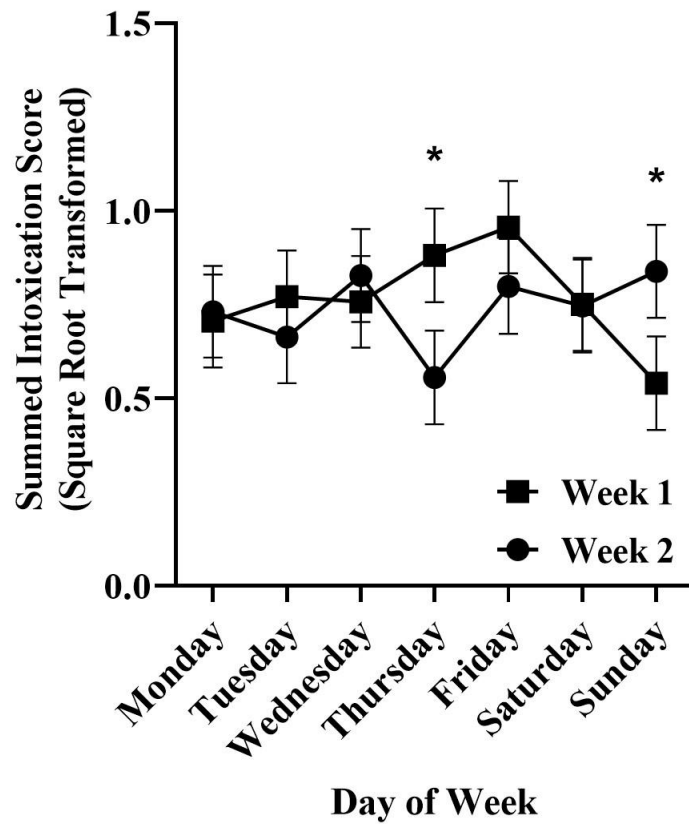 Summed Intoxication Score
(Square Root Transformed)
1.5
1.0
0.5
0.0
*
*
Week 1
Week 2
Monday
Tuesday
Wednesday
Thursday
Friday
Saturday
Sunday
Day of Week